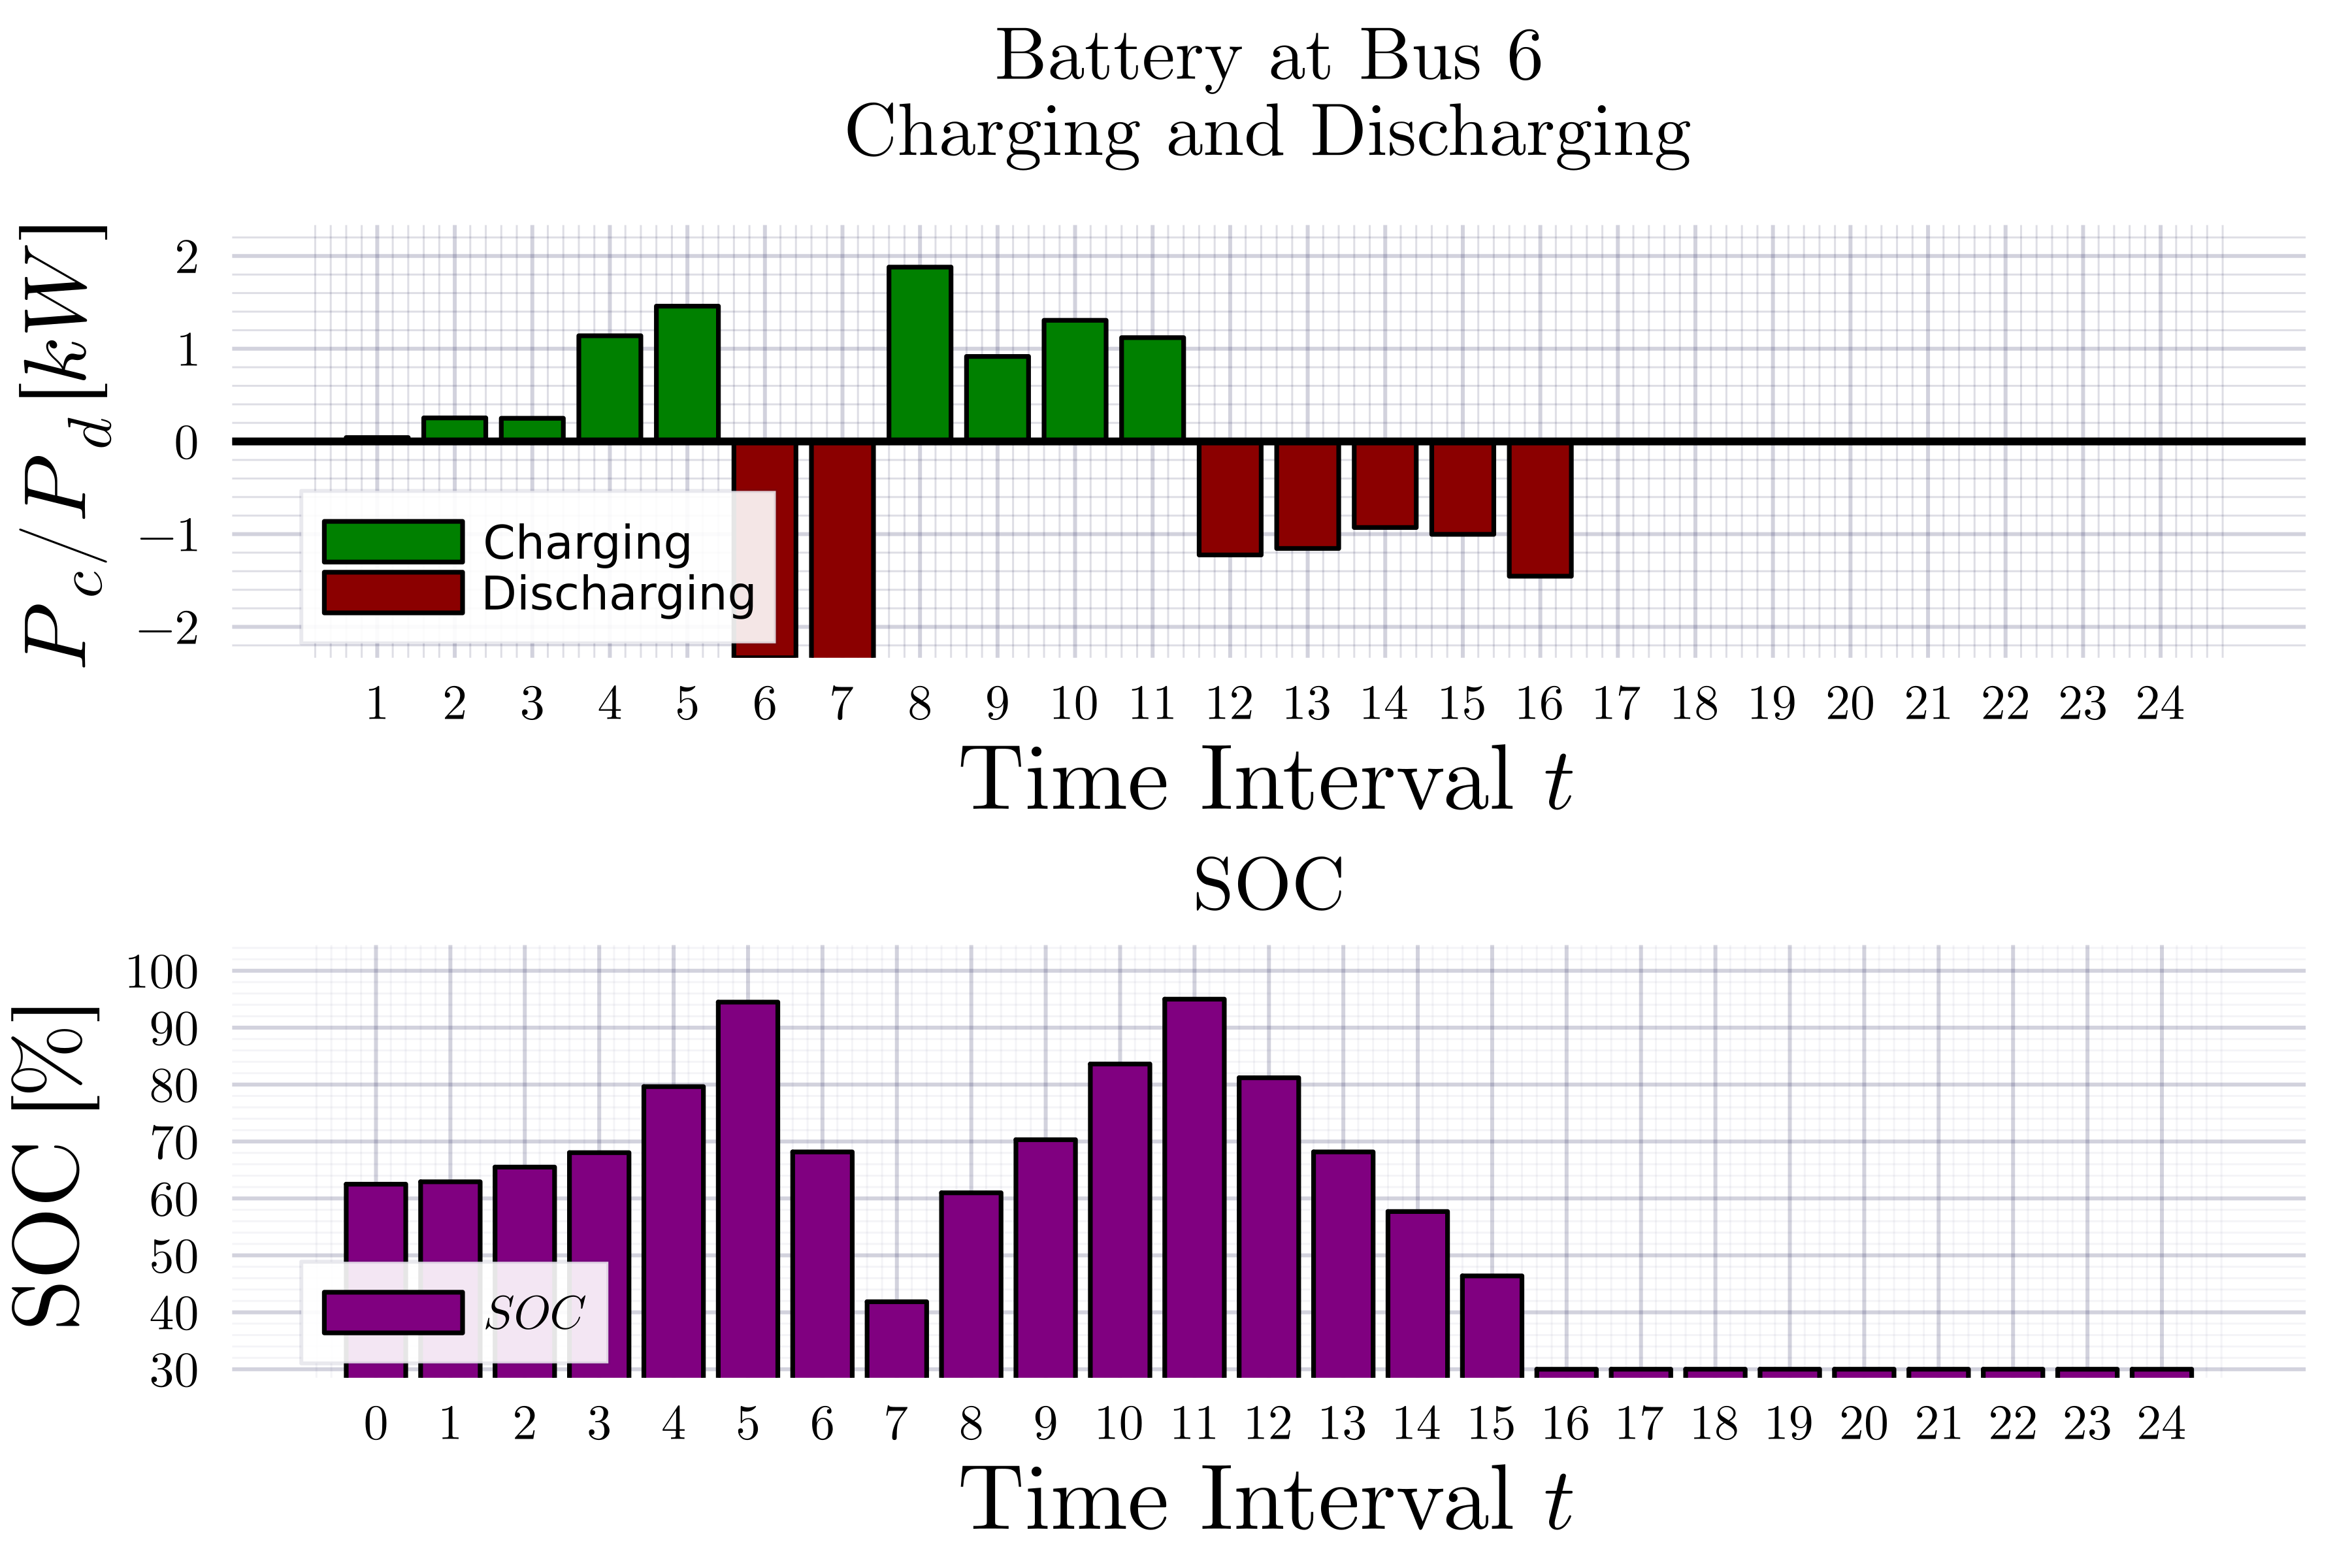 Battery at Bus 6
Charging and Discharging
P_c/P_d [kW]
2
1
0
−1
−2
Charging
Discharging
1 2 3 4 5 6 7 8 9 10 11 12 13 14 15 16 17 18 19 20 21 22 23 24
Time Interval t
SOC
SOC [%]
100
90
80
70
60
50
40
30
SOC
0 1 2 3 4 5 6 7 8 9 10 11 12 13 14 15 16 17 18 19 20 21 22 23 24
Time Interval t